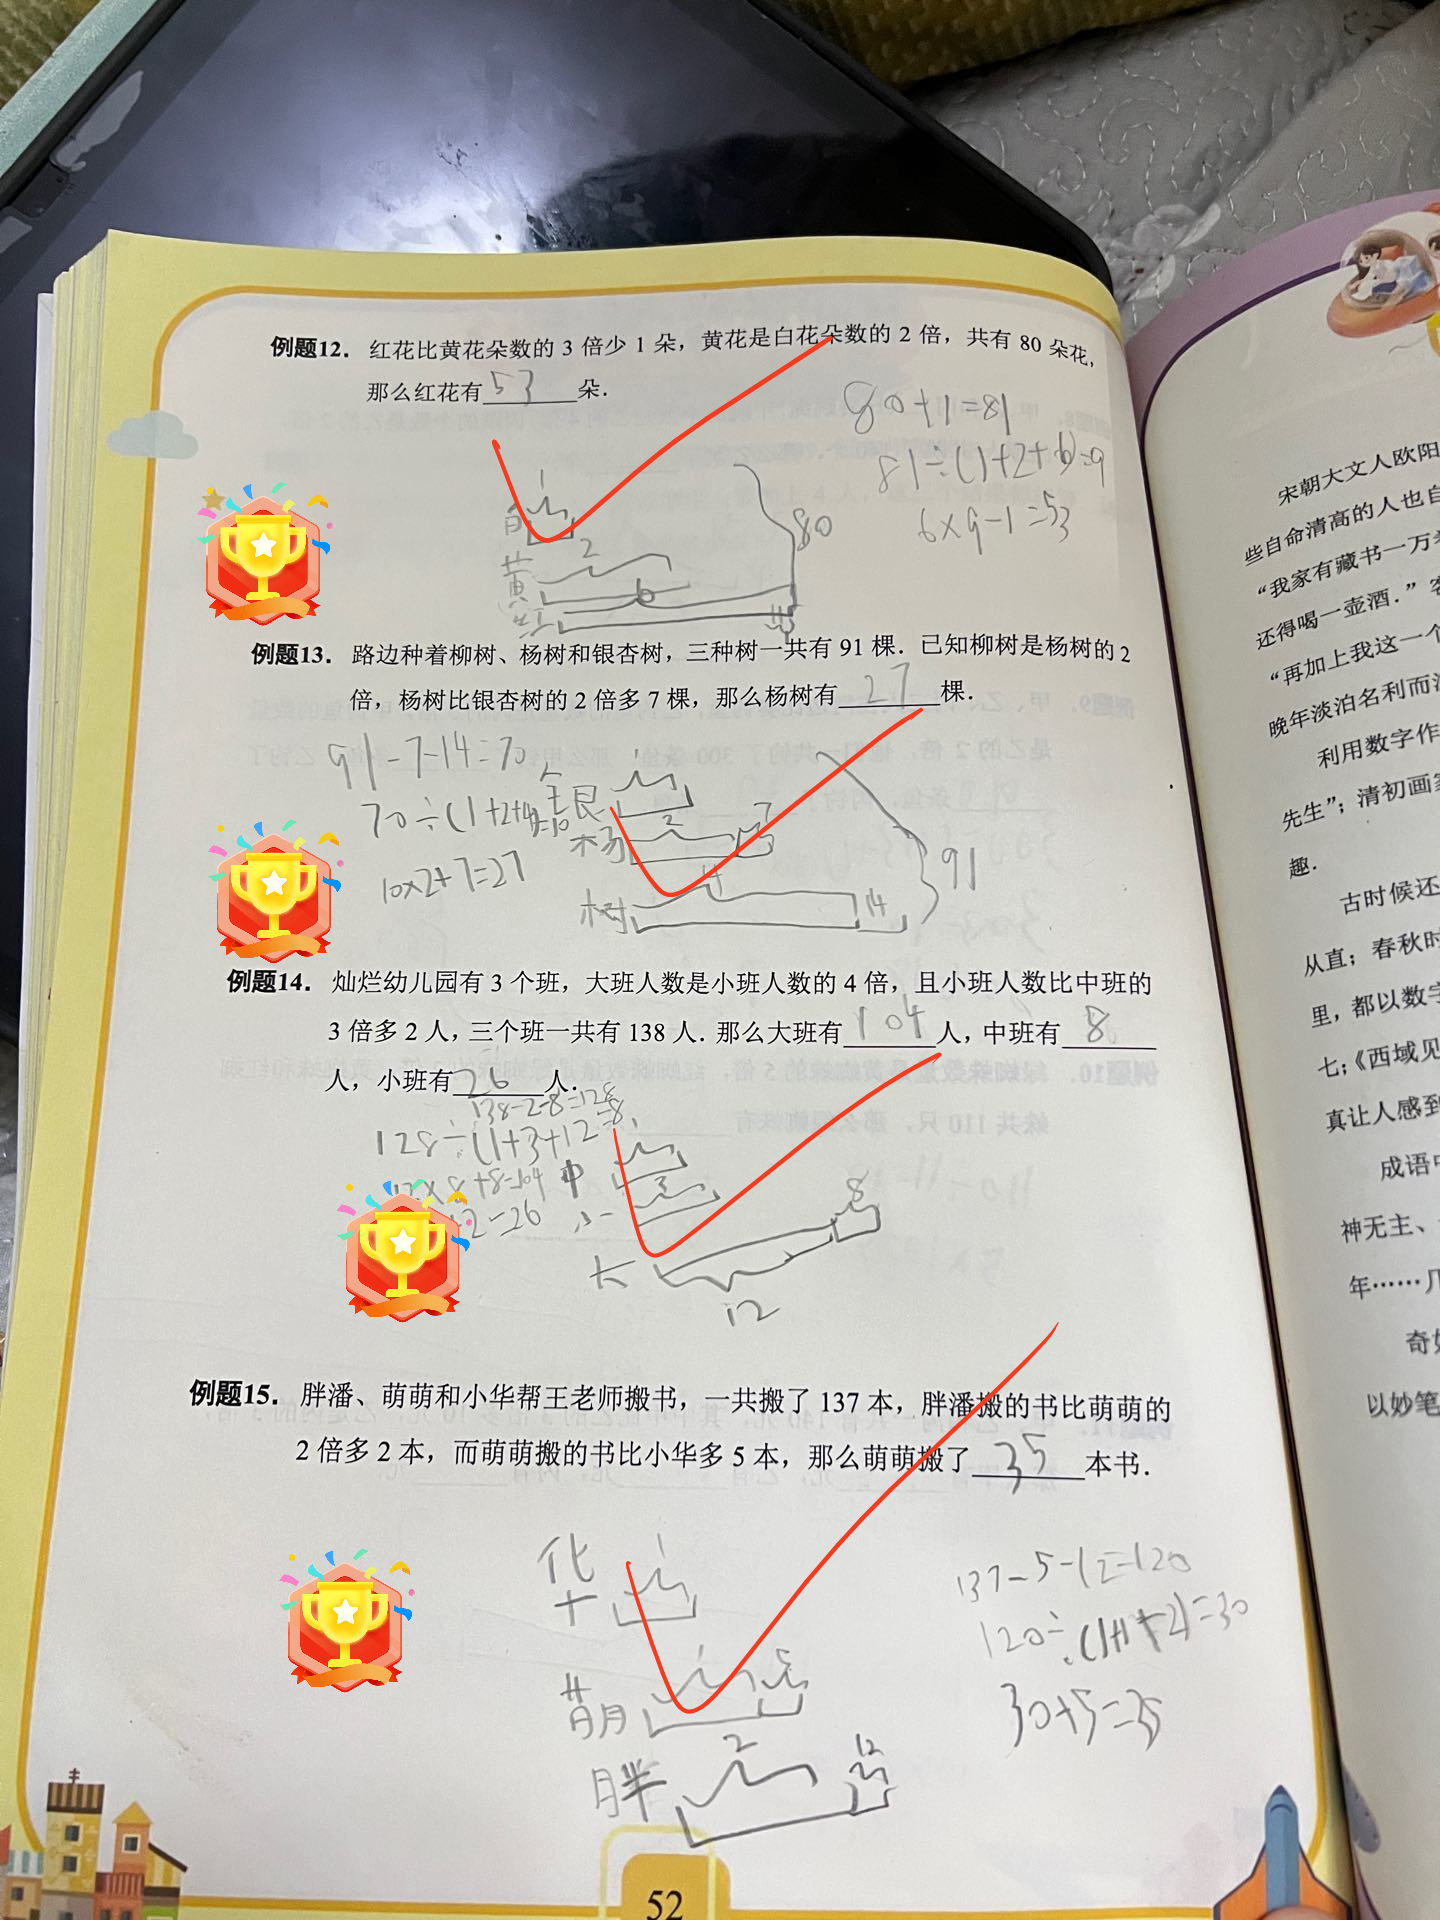 例题12. 红花比黄花朵数的 3 倍少 1 朵，黄花是白花朵数的 2 倍，共有 80 朵花，
那么红花有 53 朵.
80+1=81
81÷(1+2+6)=9
6×9-1=53
1
2
黄
6
红
80
例题13. 路边种着柳树、杨树和银杏树，三种树一共有 91 棵. 已知柳树是杨树的 2
倍，杨树比银杏树的 2 倍多 7 棵，那么杨树有 27 棵.
91-7-14=70
70÷(1+2+4)=10
10×2+7=27
银
杨 2 7
树 4 14
91
例题14. 灿烂幼儿园有 3 个班，大班人数是小班人数的 4 倍，且小班人数比中班的
3 倍多 2 人，三个班一共有 138 人. 那么大班有 104 人，中班有 8
人，小班有 26 人.
138-2-8=128
128÷(1+3+12=8
12×8+8=104
2=26
中
小 3
大 12 8
例题15. 胖潘、萌萌和小华帮王老师搬书，一共搬了 137 本，胖潘搬的书比萌萌的
2 倍多 2 本，而萌萌搬的书比小华多 5 本，那么萌萌搬了 35 本书.
华 1
萌 1 5
胖 2 12
137-5-12=120
120÷(1+1+2)=30
30+5=35
52
宋朝大文人欧阳
些自命清高的人也自
“我家有藏书一万
还得喝一壶酒.”
“再加上我这一个
晚年淡泊名利而
利用数字作
先生”；清初画
趣.
古时候还
从直；春秋时
里，都以数字
七；《西域见
真让人感到
成语中
神无主、
年……几
奇妙
以妙笔